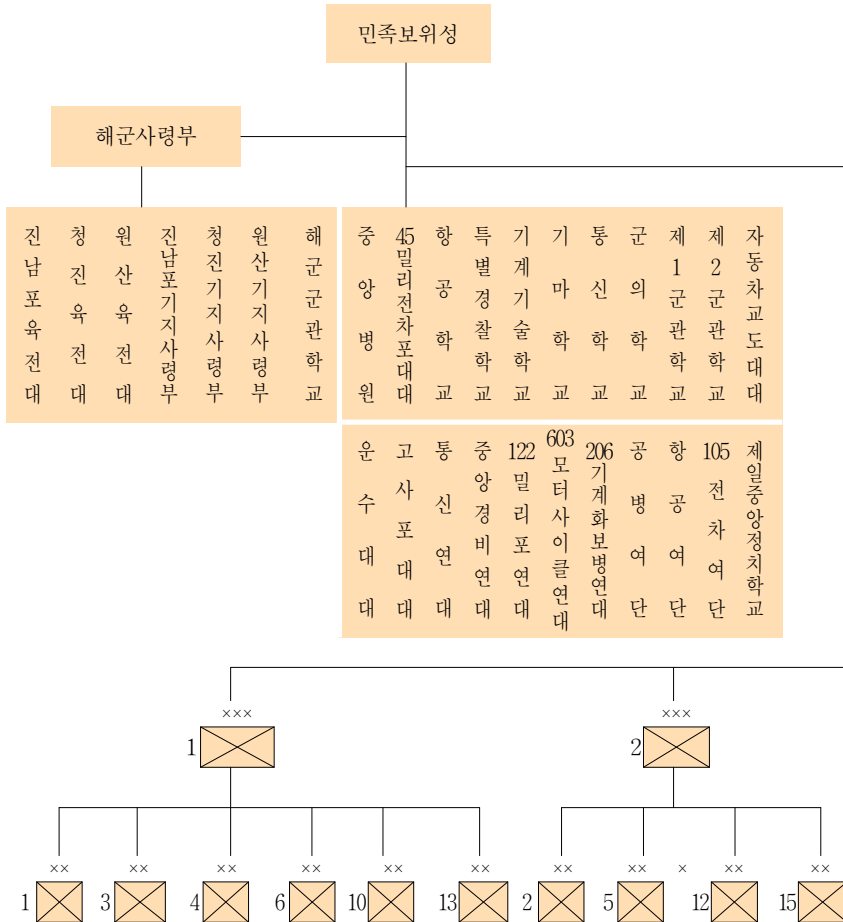 민족보위성
해군사령부
진남포육전대
청진육전대
원산육전대
진남포기지사령부
청진기지사령부
원산기지사령부
해군군관학교
중앙병원
45밀리전차포대대
항공학교
특별경찰학교
기계기술학교
기마학교
통신학교
군의학교
제1군관학교
제2군관학교
자동차교도대대
운수대대
고사포대대
통신연대
중앙경비연대
122밀리포연대
603모터사이클연대
206기계화보병연대
공병여단
항공여단
105전차여단
제일중앙정치학교
××× ×××
1 2
×× ×× ×× ×× ×× ×× ×× ×× × ×× ××
1 3 4 6 10 13 2 5 12 15